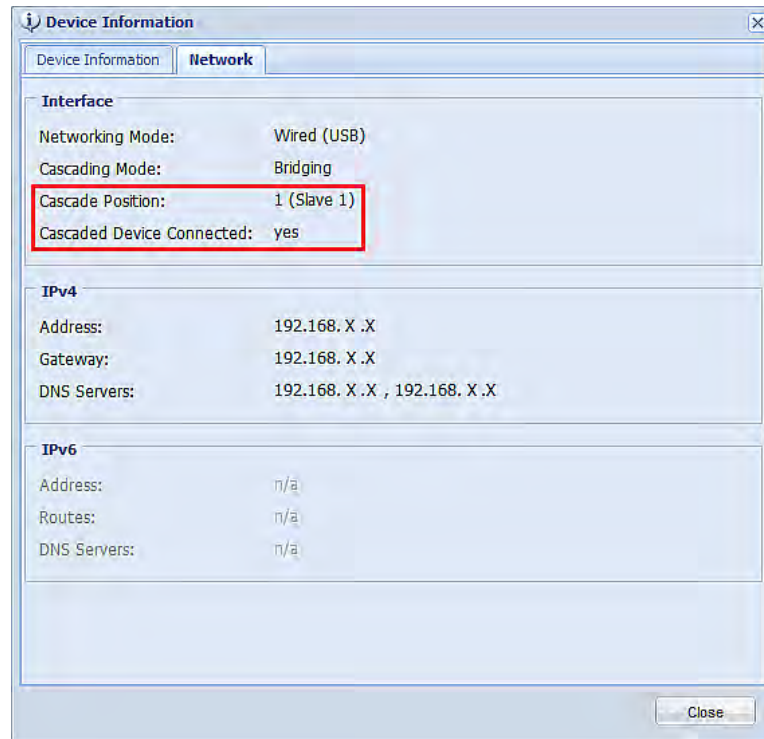 Device Information
Device Information Network
Interface
Networking Mode: Wired (USB)
Cascading Mode: Bridging
Cascade Position: 1 (Slave 1)
Cascaded Device Connected: yes
IPv4
Address: 192.168. X .X
Gateway: 192.168. X .X
DNS Servers: 192.168. X .X , 192.168. X .X
IPv6
Address: n/a
Routes: n/a
DNS Servers: n/a
Close